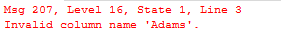 Msg 207, Level 16, State 1, Line 3
Invalid column name 'Adams'.